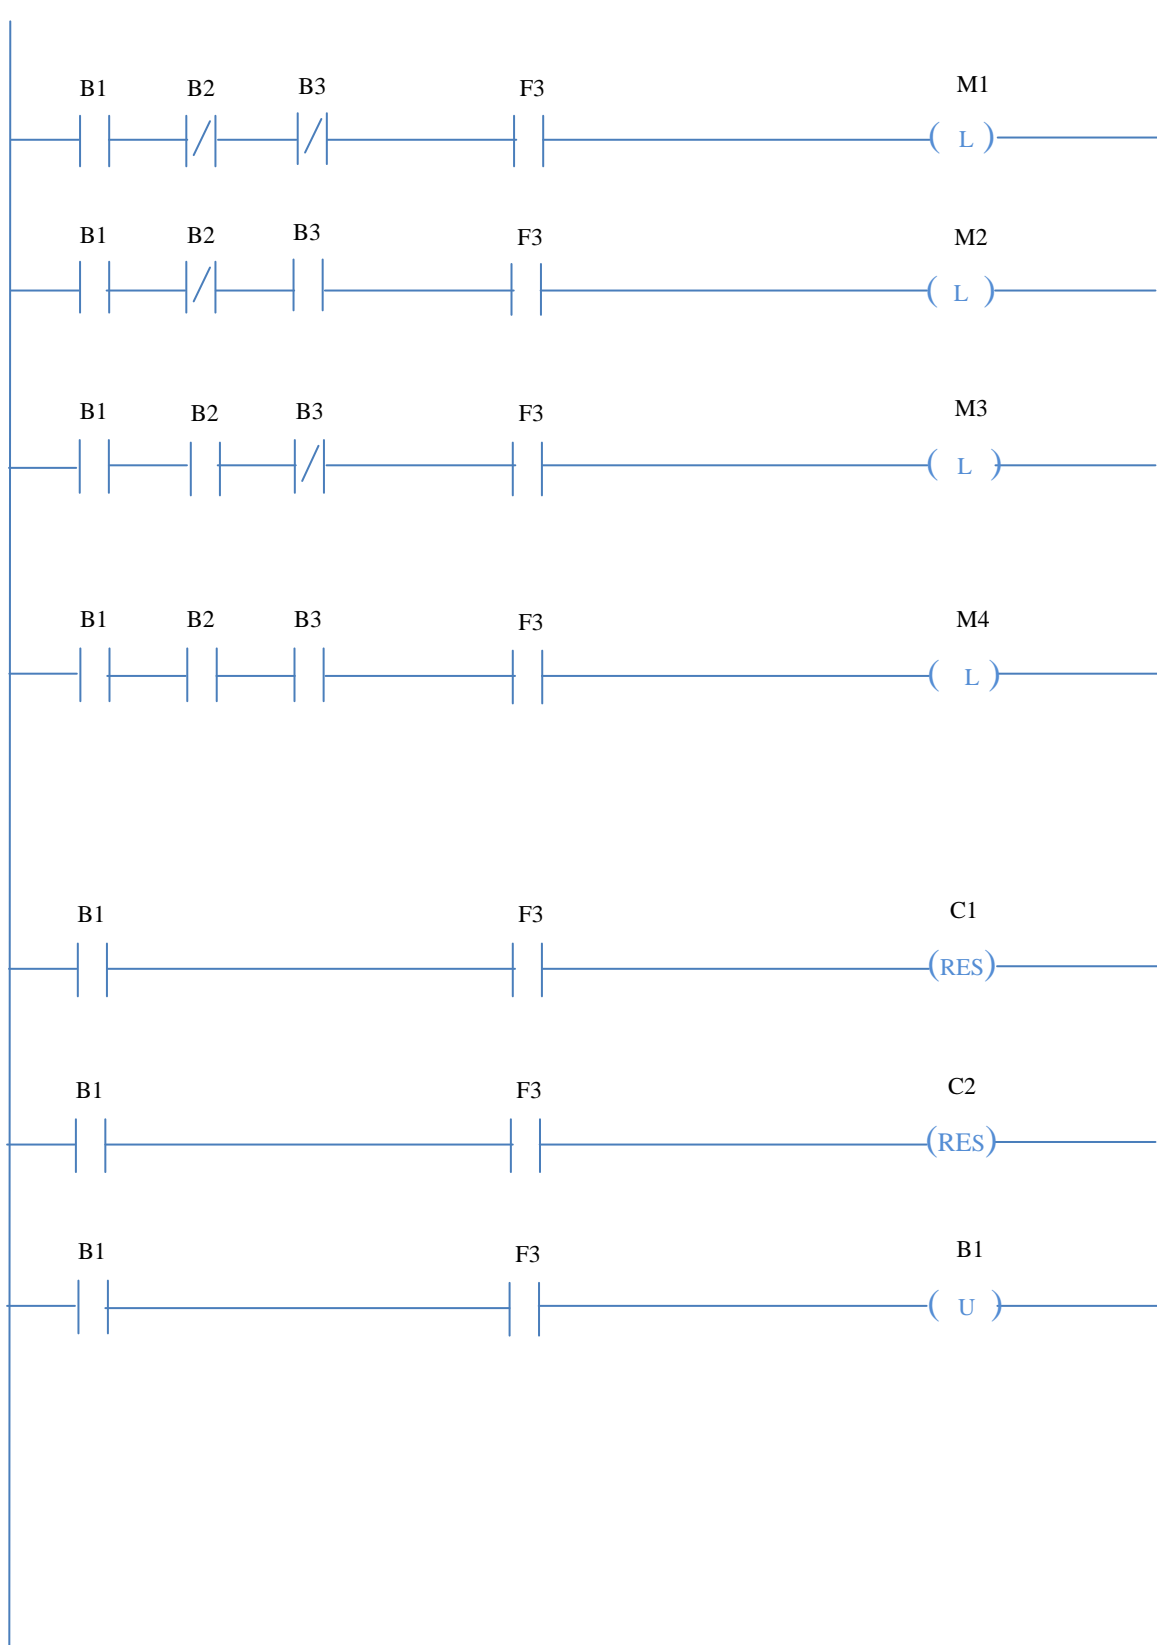 B1 B2 B3 F3 M1
L
B1 B2 B3 F3 M2
L
B1 B2 B3 F3 M3
L
B1 B2 B3 F3 M4
L
B1 F3 C1
RES
B1 F3 C2
RES
B1 F3 B1
U